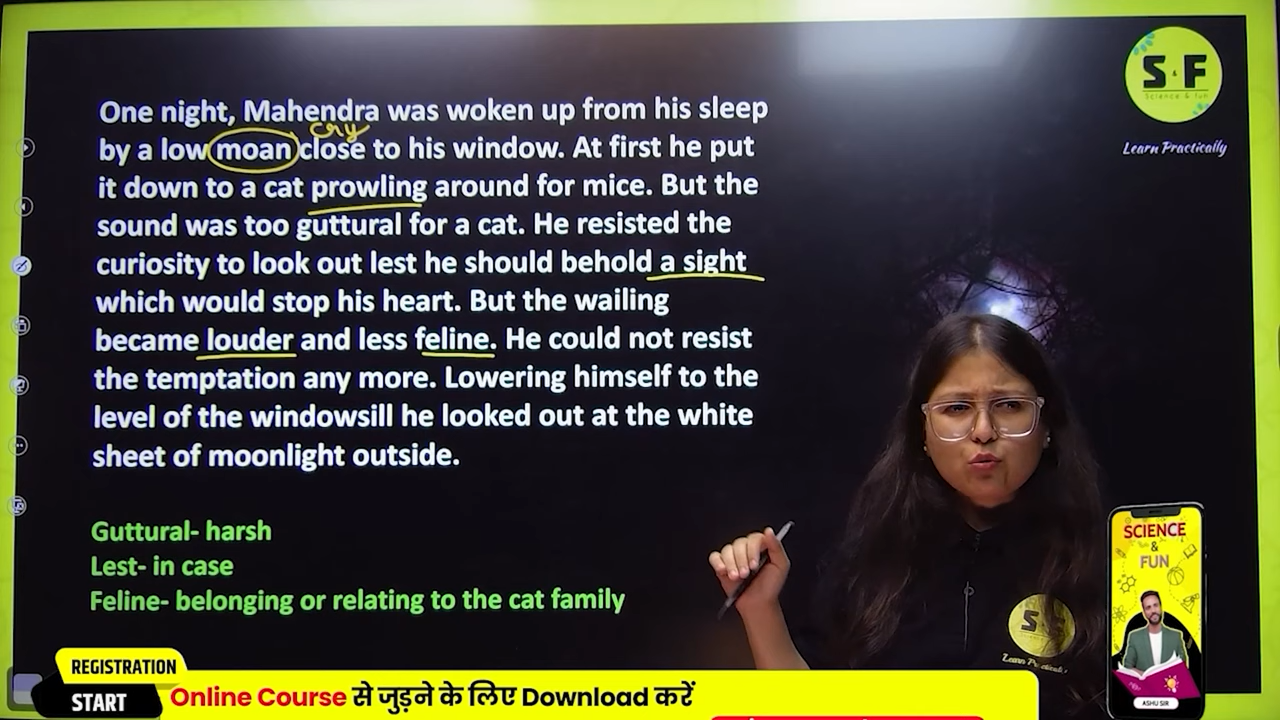 One night, Mahendra was woken up from his sleep
cry
by a low moan close to his window. At first he put
it down to a cat prowling around for mice. But the
sound was too guttural for a cat. He resisted the
curiosity to look out lest he should behold a sight
which would stop his heart. But the wailing
became louder and less feline. He could not resist
the temptation any more. Lowering himself to the
level of the windowsill he looked out at the white
sheet of moonlight outside.
Guttural- harsh
Lest- in case
Feline- belonging or relating to the cat family
S&F
Science & fun
Learn Practically
S
SCIENCE
&
FUN
ASHU SIR
REGISTRATION
START
Online Course से जुड़ने के लिए Download करें